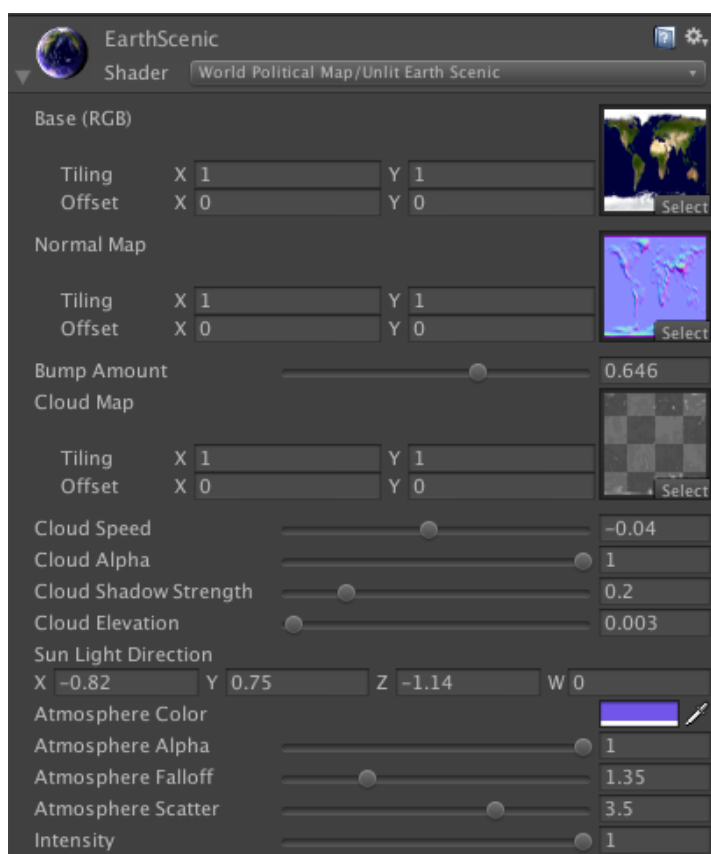 EarthScenic
Shader World Political Map/Unlit Earth Scenic
Base (RGB)
Tiling X 1 Y 1
Offset X 0 Y 0
Select
Normal Map
Tiling X 1 Y 1
Offset X 0 Y 0
Select
Bump Amount 0.646
Cloud Map
Tiling X 1 Y 1
Offset X 0 Y 0
Select
Cloud Speed −0.04
Cloud Alpha 1
Cloud Shadow Strength 0.2
Cloud Elevation 0.003
Sun Light Direction
X −0.82 Y 0.75 Z −1.14 W 0
Atmosphere Color
Atmosphere Alpha 1
Atmosphere Falloff 1.35
Atmosphere Scatter 3.5
Intensity 1